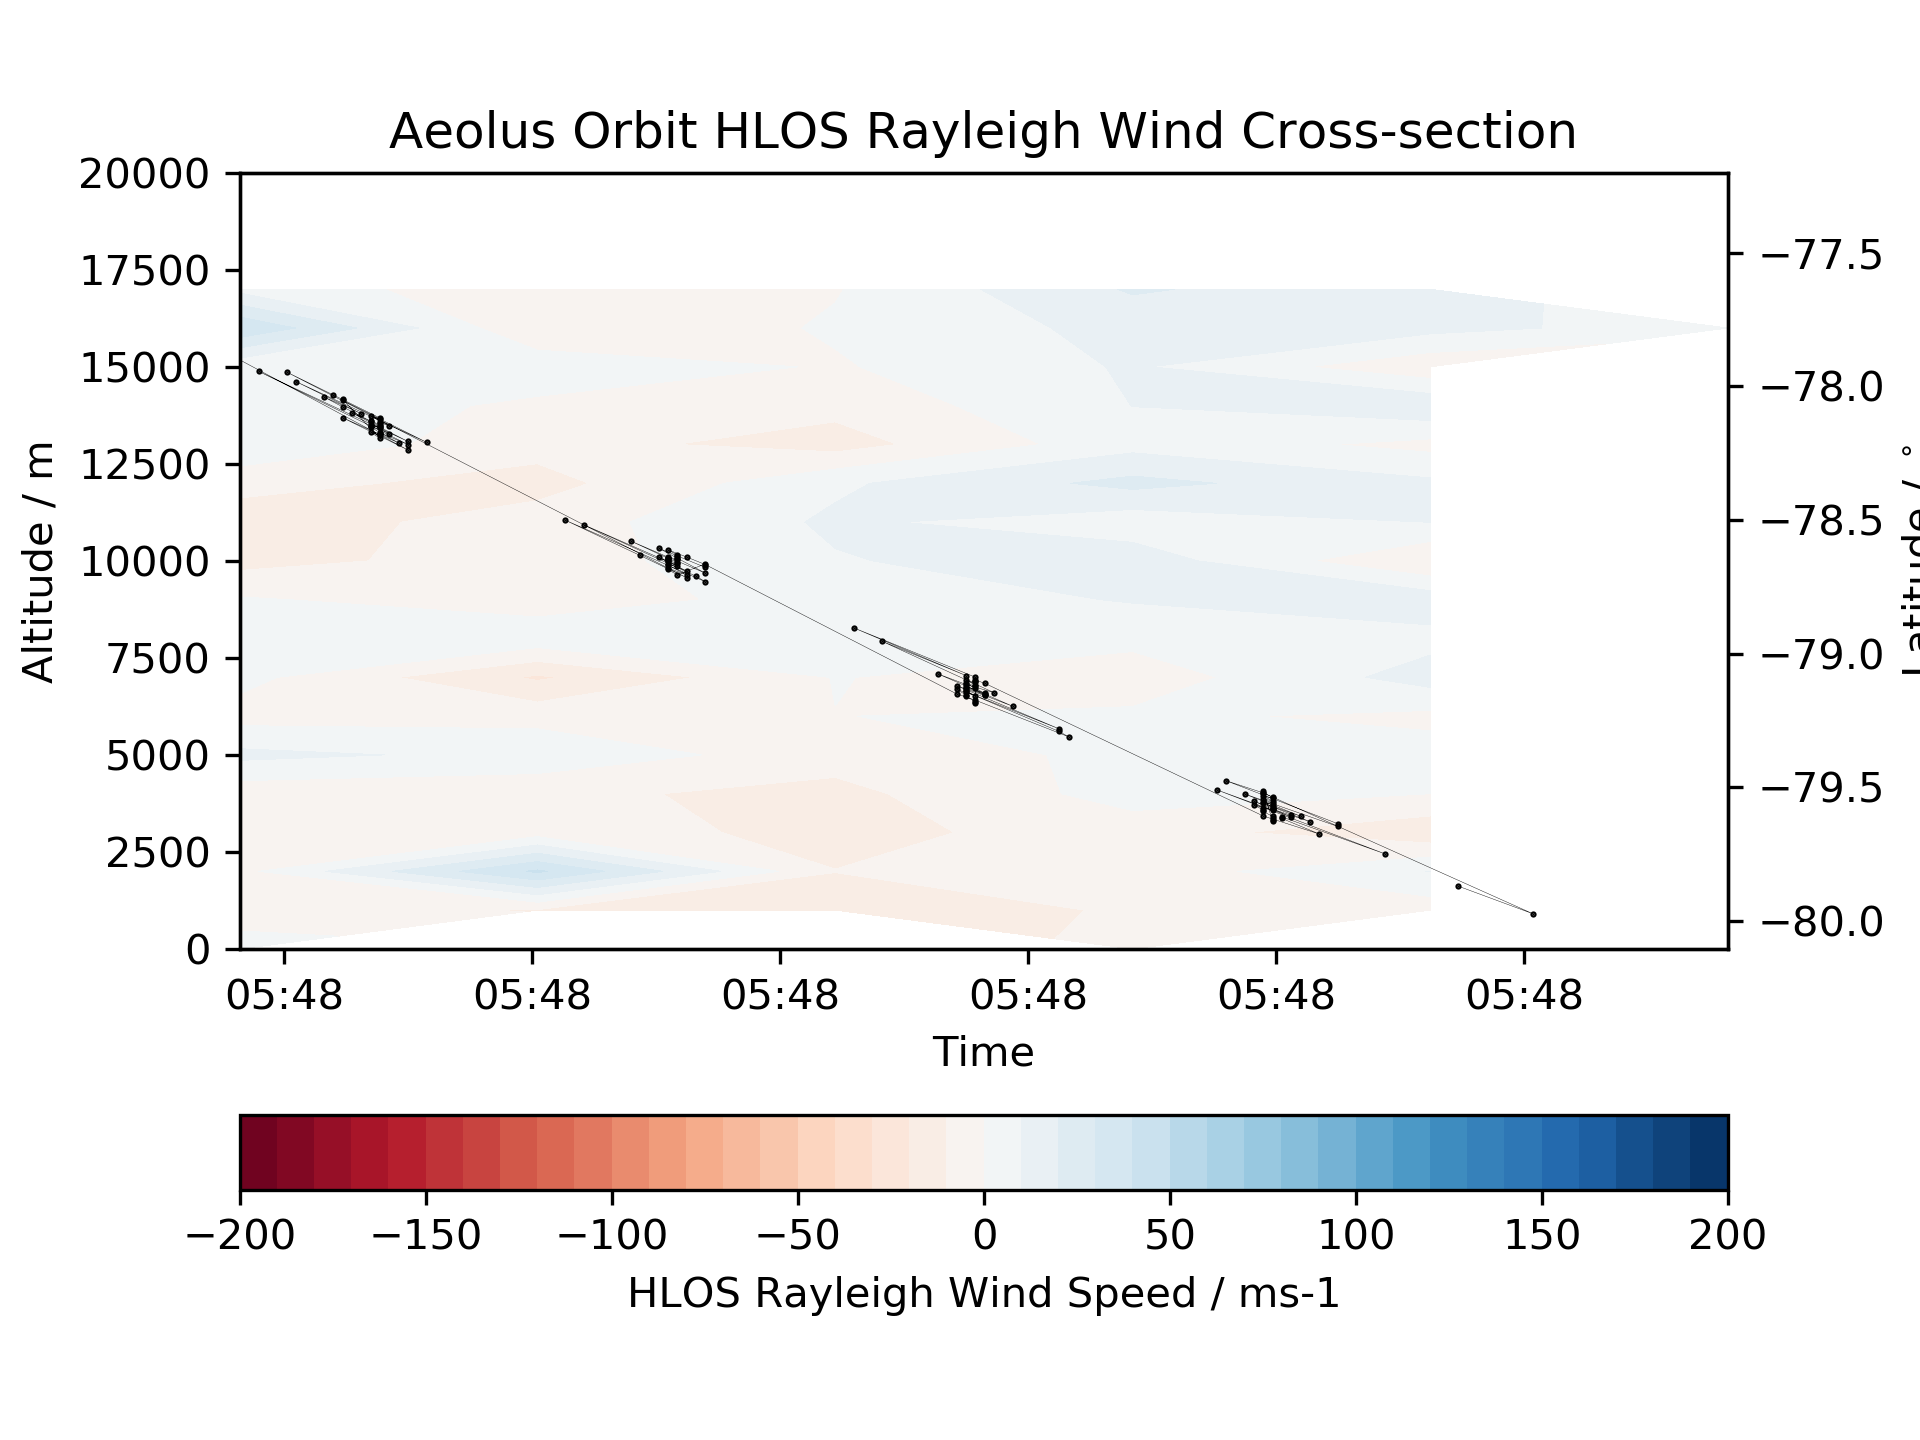 Aeolus Orbit HLOS Rayleigh Wind Cross-section
20000
17500
15000
12500
10000
7500
5000
2500
0
Altitude / m
−77.5
−78.0
−78.5
−79.0
−79.5
−80.0
Latitude / °
05:48 05:48 05:48 05:48 05:48 05:48
Time
−200 −150 −100 −50 0 50 100 150 200
HLOS Rayleigh Wind Speed / ms-1